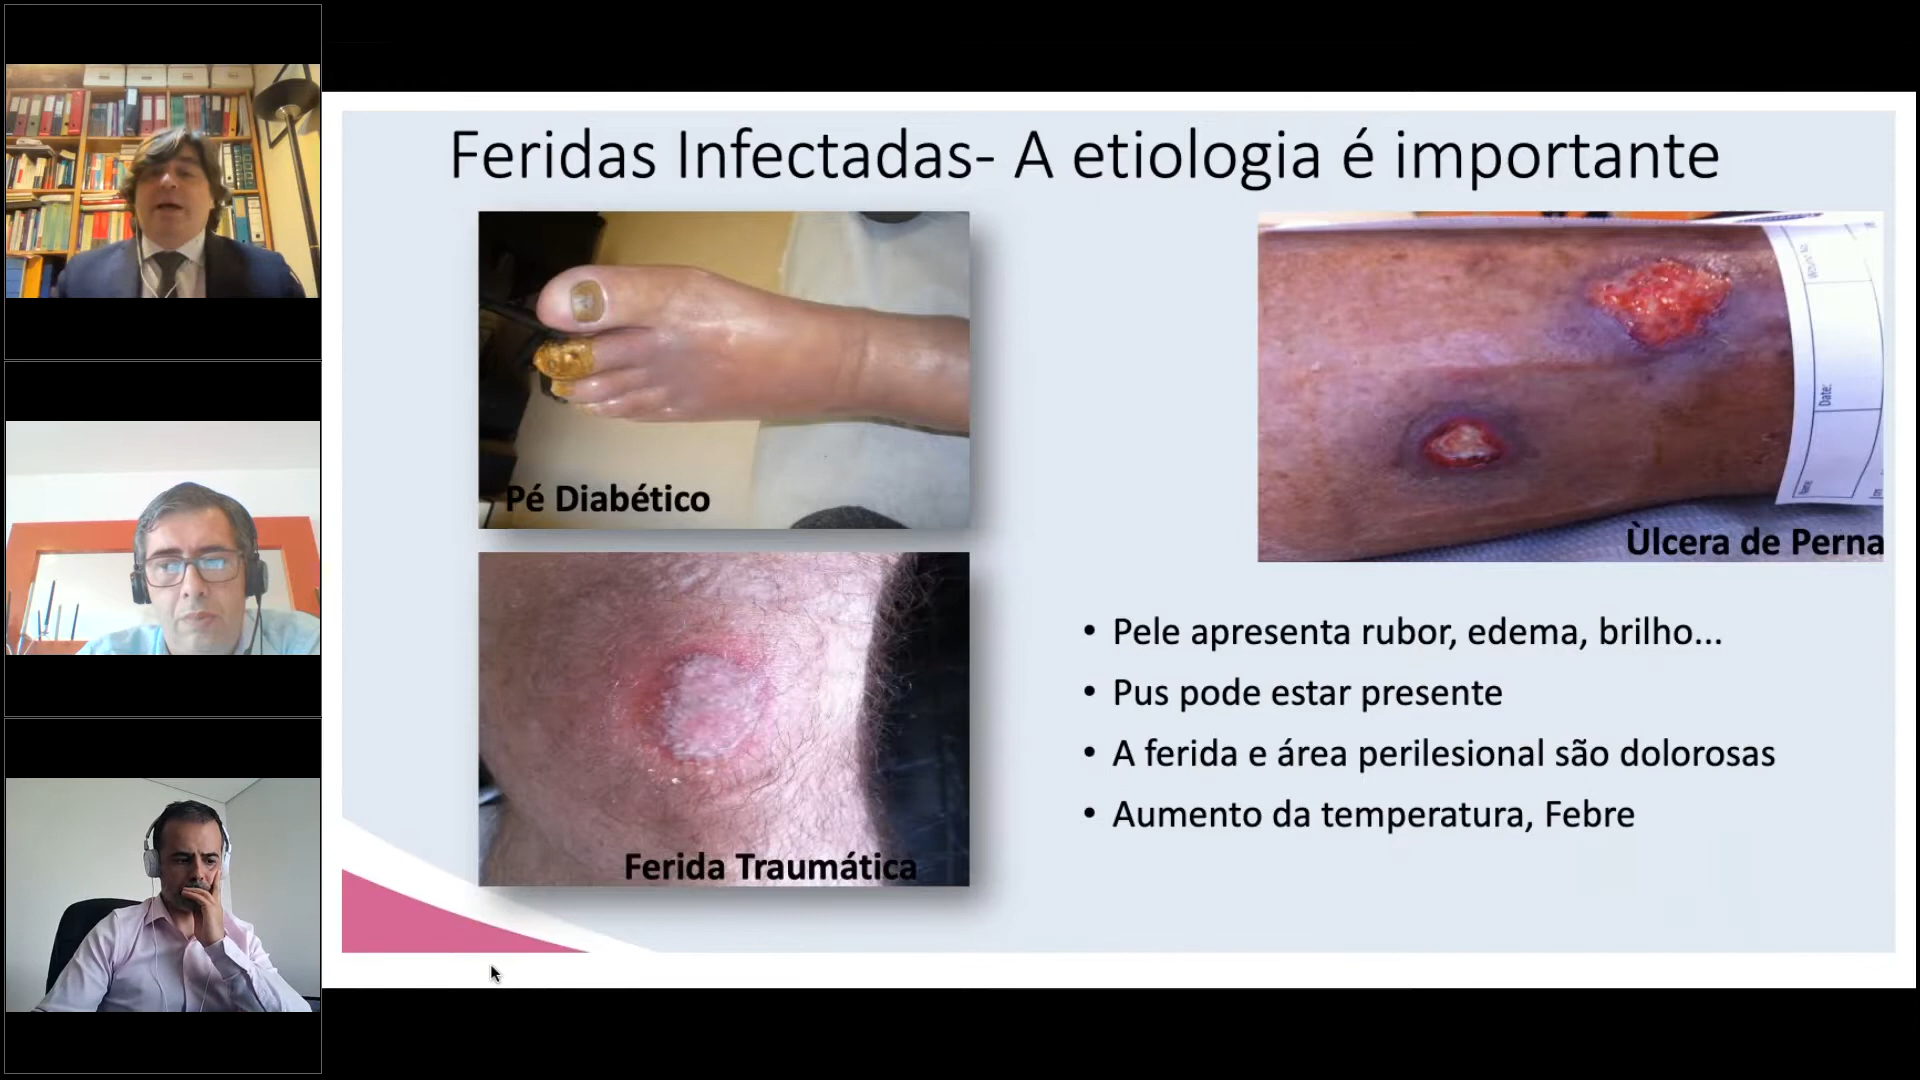 Feridas Infectadas- A etiologia é importante
Pé Diabético
Date:
Ùlcera de Perna
Ferida Traumática
• Pele apresenta rubor, edema, brilho...
• Pus pode estar presente
• A ferida e área perilesional são dolorosas
• Aumento da temperatura, Febre